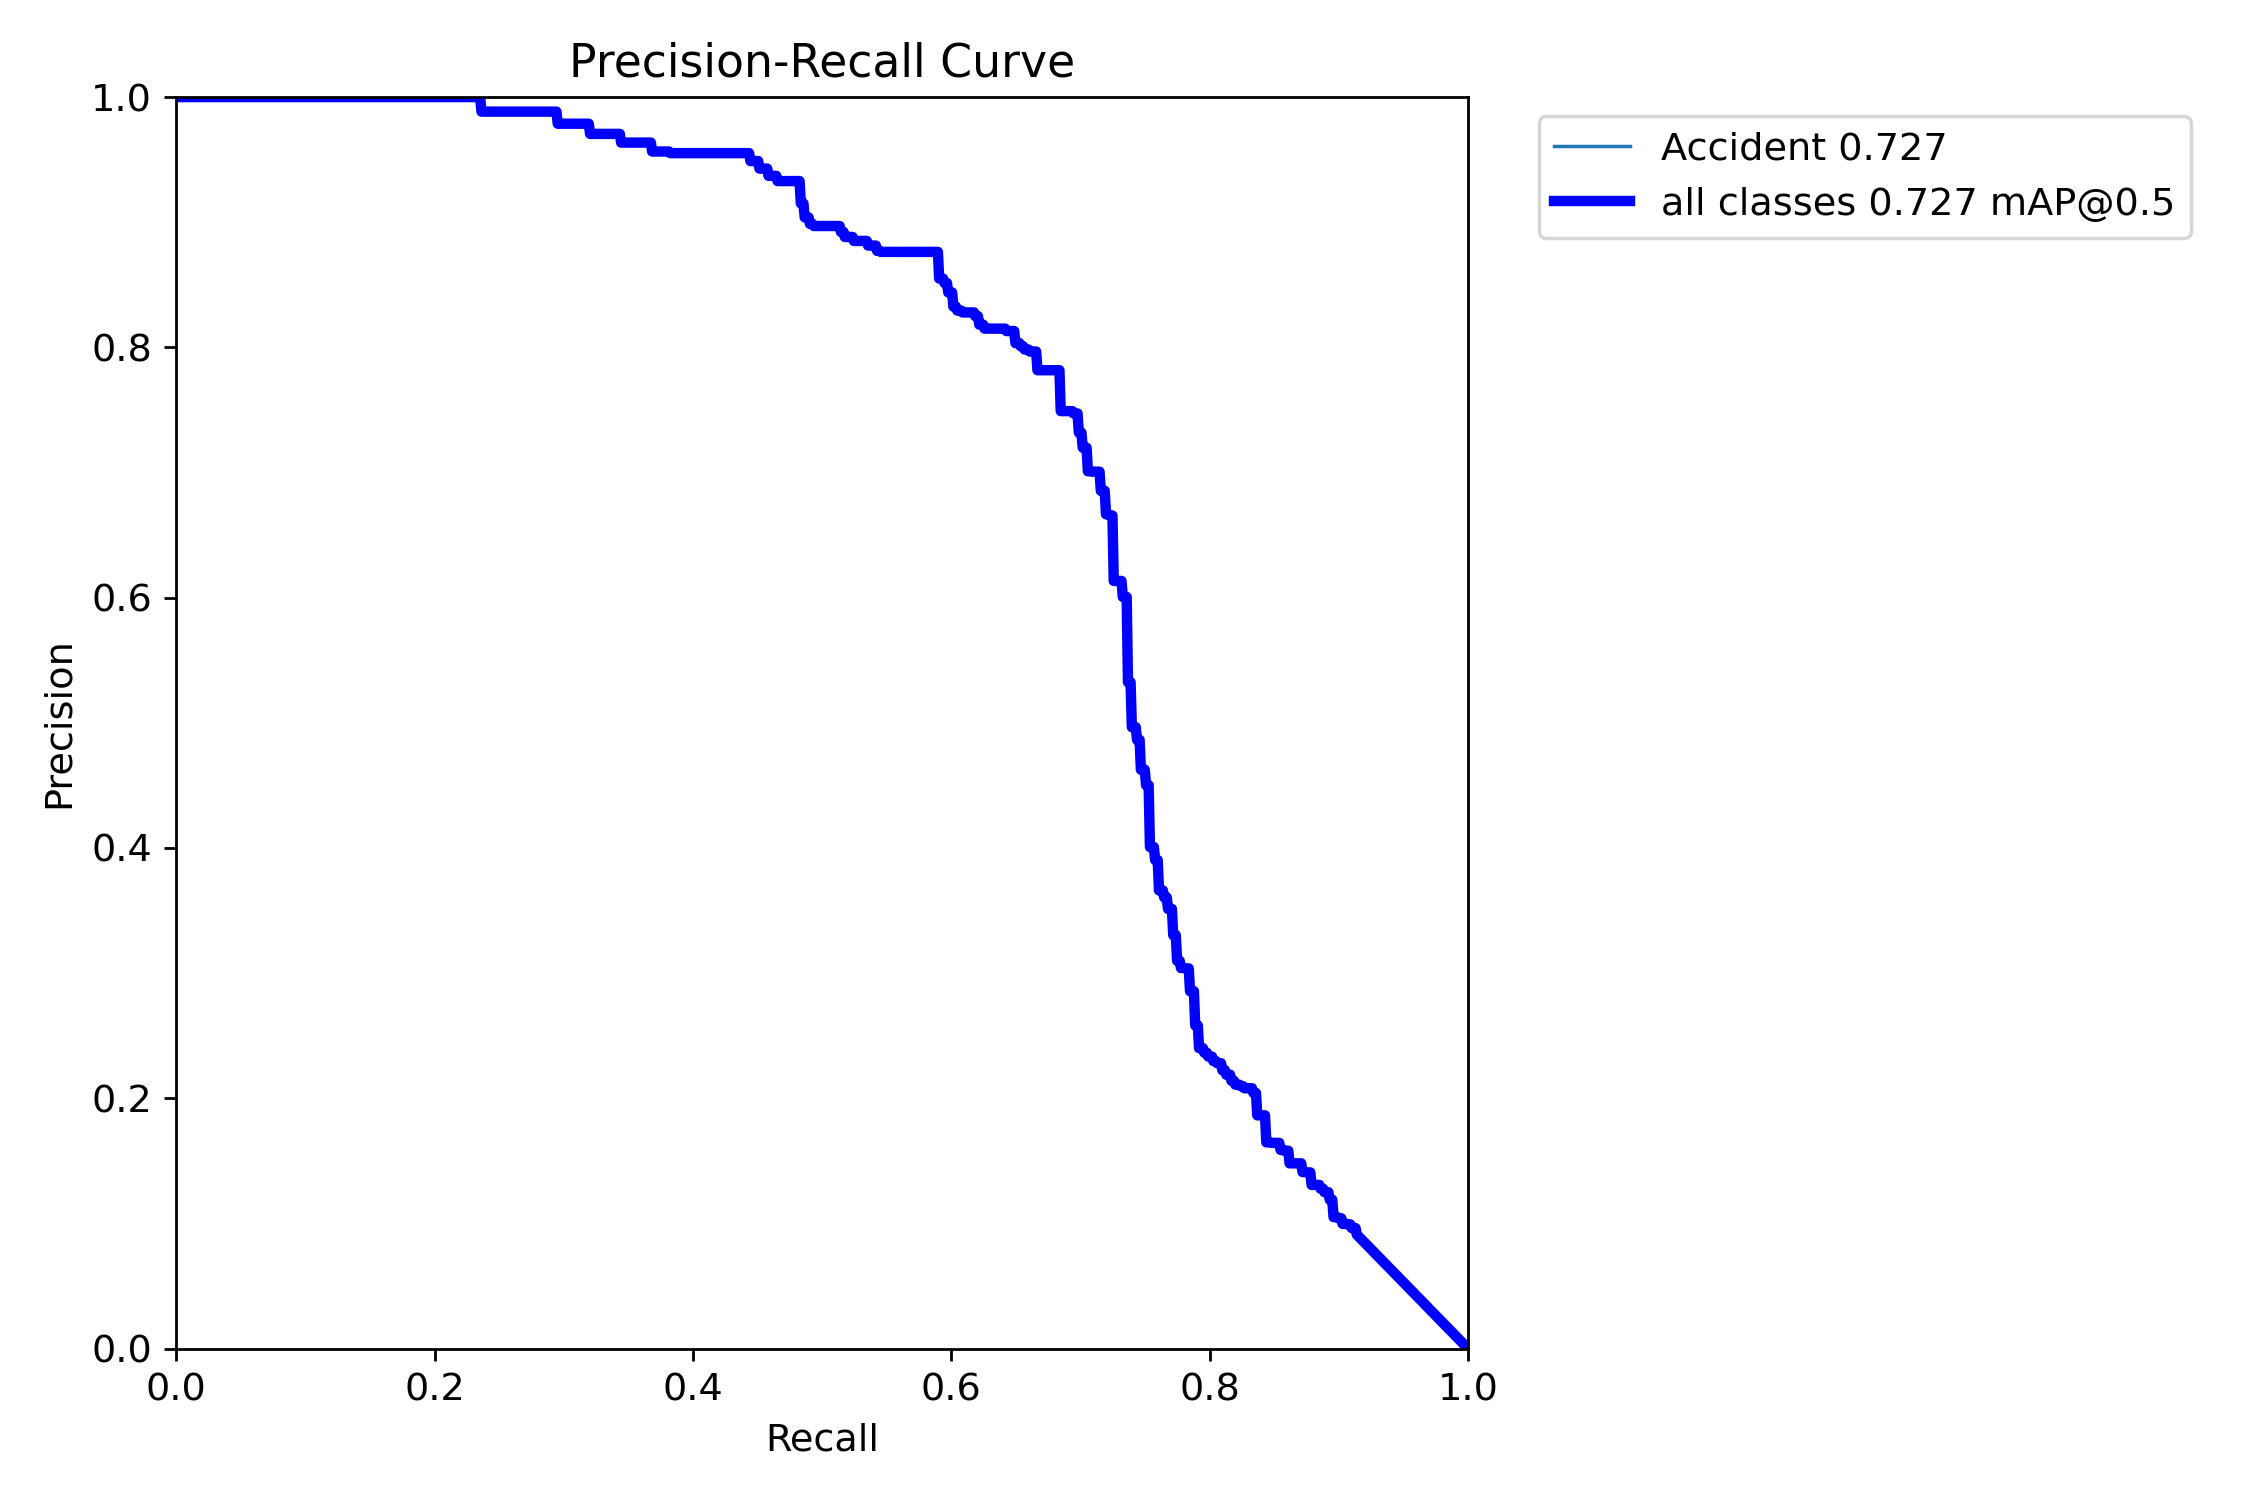 Precision-Recall Curve
Accident 0.727
all classes 0.727 mAP@0.5
Precision
1.0
0.8
0.6
0.4
0.2
0.0
0.0 0.2 0.4 0.6 0.8 1.0
Recall